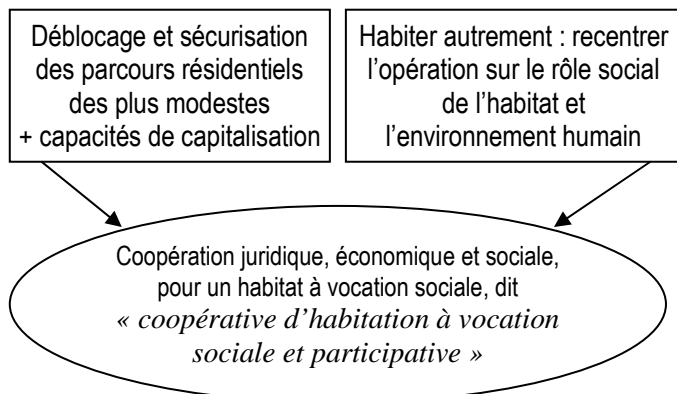 Déblocage et sécurisation
des parcours résidentiels
des plus modestes
+ capacités de capitalisation
Habiter autrement : recentrer
l’opération sur le rôle social
de l’habitat et
l’environnement humain
Coopération juridique, économique et sociale,
pour un habitat à vocation sociale, dit
« coopérative d’habitation à vocation
sociale et participative »